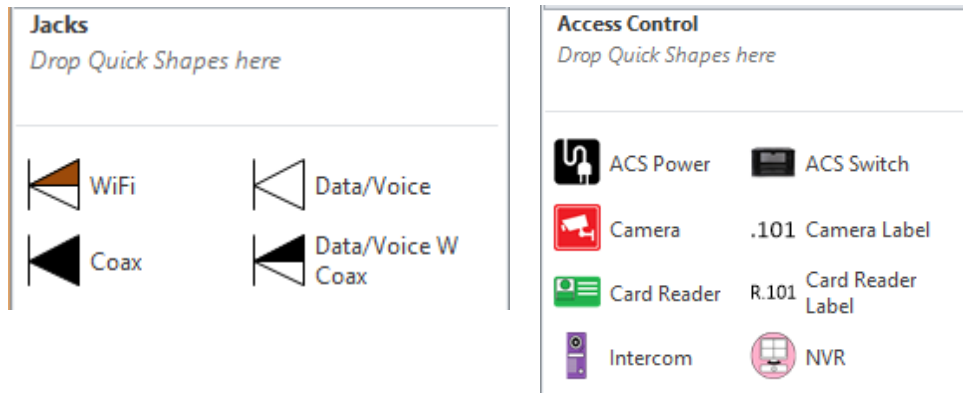 Jacks
Drop Quick Shapes here
WiFi
Data/Voice
Coax
Data/Voice W
Coax
Access Control
Drop Quick Shapes here
ACS Power
ACS Switch
Camera
.101 Camera Label
Card Reader
R.101 Card Reader
Label
Intercom
NVR